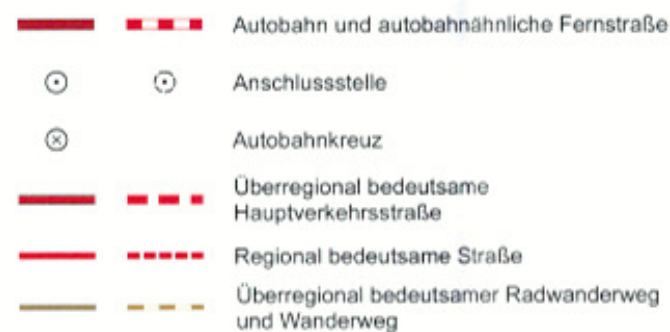 Autobahn und autobahnähnliche Fernstraße
Anschlussstelle
Autobahnkreuz
Überregional bedeutsame
Hauptverkehrsstraße
Regional bedeutsame Straße
Überregional bedeutsamer Radwanderweg
und Wanderweg